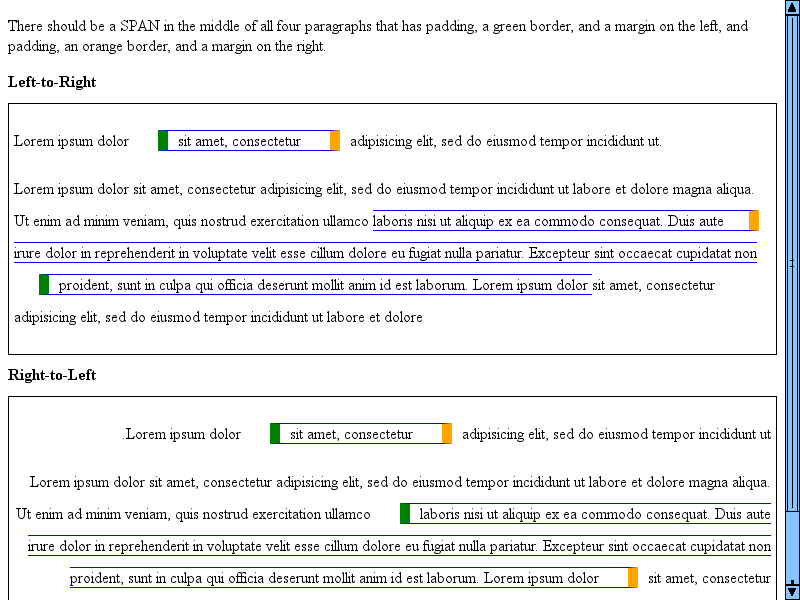 There should be a SPAN in the middle of all four paragraphs that has padding, a green border, and a margin on the left, and
padding, an orange border, and a margin on the right.
Left-to-Right
Lorem ipsum dolor sit amet, consectetur adipisicing elit, sed do eiusmod tempor incididunt ut.
Lorem ipsum dolor sit amet, consectetur adipisicing elit, sed do eiusmod tempor incididunt ut labore et dolore magna aliqua.
Ut enim ad minim veniam, quis nostrud exercitation ullamco laboris nisi ut aliquip ex ea commodo consequat. Duis aute
irure dolor in reprehenderit in voluptate velit esse cillum dolore eu fugiat nulla pariatur. Excepteur sint occaecat cupidatat non
proident, sunt in culpa qui officia deserunt mollit anim id est laborum. Lorem ipsum dolor sit amet, consectetur
adipisicing elit, sed do eiusmod tempor incididunt ut labore et dolore
Right-to-Left
.Lorem ipsum dolor sit amet, consectetur adipisicing elit, sed do eiusmod tempor incididunt ut
Lorem ipsum dolor sit amet, consectetur adipisicing elit, sed do eiusmod tempor incididunt ut labore et dolore magna aliqua.
Ut enim ad minim veniam, quis nostrud exercitation ullamco laboris nisi ut aliquip ex ea commodo consequat. Duis aute
irure dolor in reprehenderit in voluptate velit esse cillum dolore eu fugiat nulla pariatur. Excepteur sint occaecat cupidatat non
proident, sunt in culpa qui officia deserunt mollit anim id est laborum. Lorem ipsum dolor sit amet, consectetur